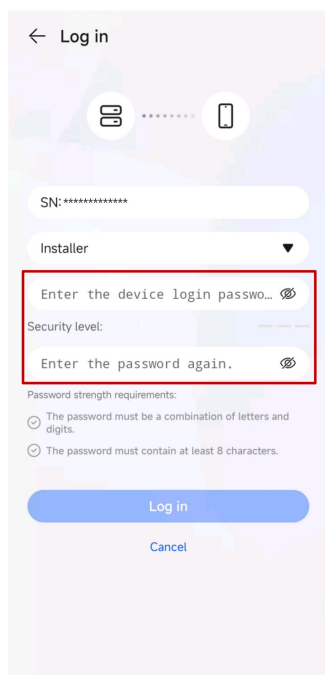 Log in
SN:*************
Installer
Enter the device login passwo...
Security level:
Enter the password again.
Password strength requirements:
The password must be a combination of letters and
digits.
The password must contain at least 8 characters.
Log in
Cancel